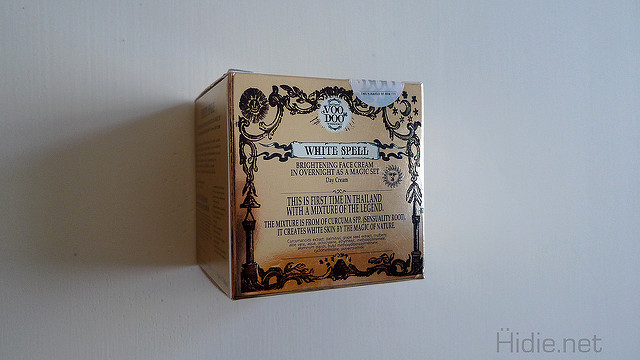 VOO
DOO
WHITE SPELL
BRIGHTENING FACE CREAM
IN OVERNIGHT AS A MAGIC SET
Day Cream
THIS IS FIRST TIME IN THAILAND
WITH A MIXTURE OF THE LEGEND.
THE MIXTURE IS FROM OF CURCUMA SPP. (SENSUALITY ROOT),
IT CREATES WHITE SKIN BY THE MAGIC OF NATURE.
Hidie.net